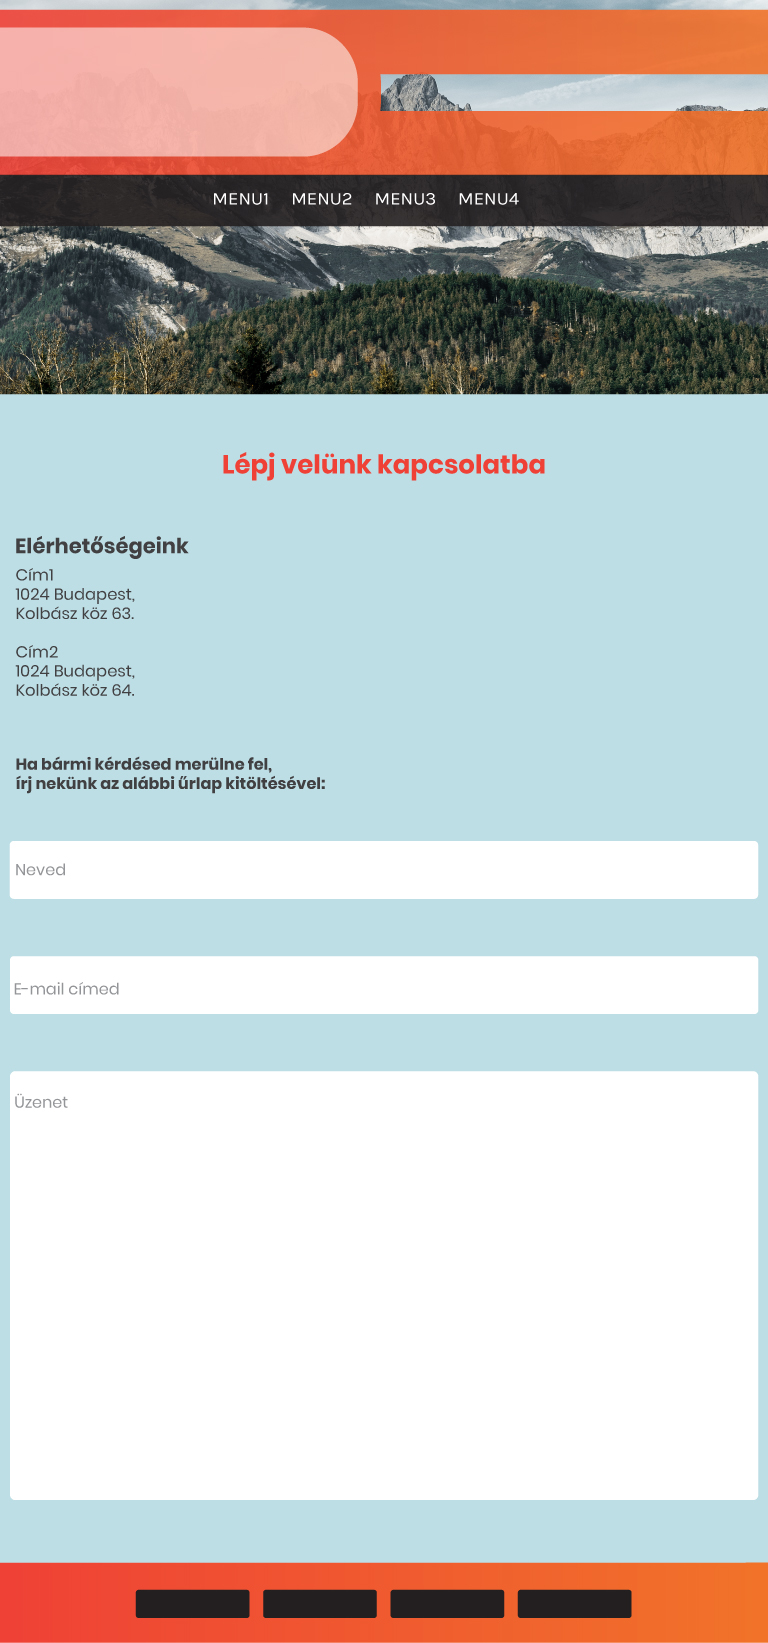 MENU1 MENU2 MENU3 MENU4
Lépj velünk kapcsolatba
Elérhetőségeink
Cím1
1024 Budapest,
Kolbász köz 63.
Cím2
1024 Budapest,
Kolbász köz 64.
Ha bármi kérdésed merülne fel,
írj nekünk az alábbi űrlap kitöltésével:
Neved
E-mail címed
Üzenet